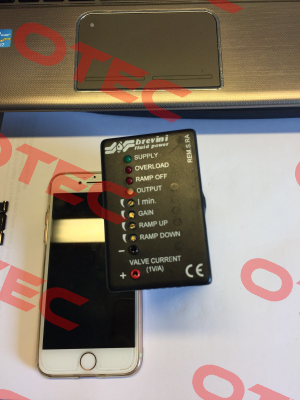 OTEC
brevini
fluid power
SUPPLY
OVERLOAD
RAMP OFF
OUTPUT
I min.
GAIN
RAMP UP
RAMP DOWN
−
VALVE CURRENT
(1V/A)
+
CE
REM.S.RA
OTEC
OTEC
OTEC